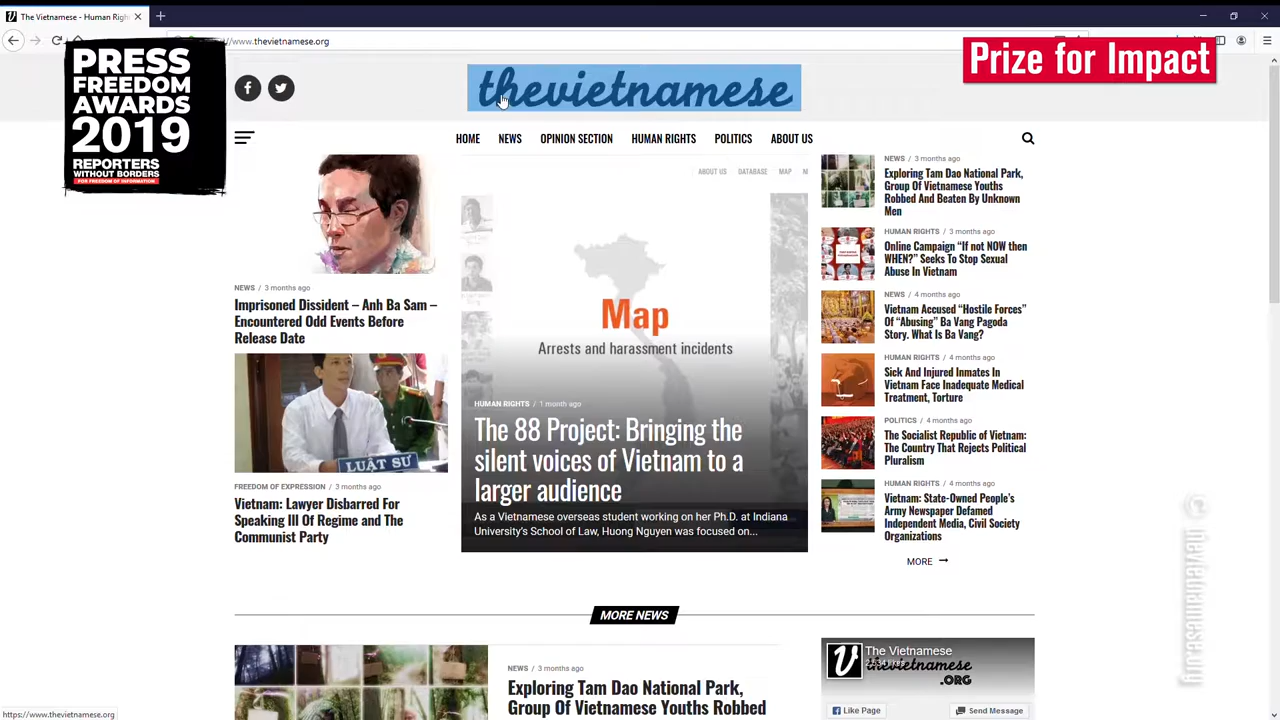 The Vietnamese - Human Righ
www.thevietnamese.org
PRESS
FREEDOM
AWARDS
2019
REPORTERS
WITHOUT BORDERS
FOR FREEDOM OF INFORMATION
Prize for Impact
thevietnamese
HOME NEWS OPINION SECTION HUMAN RIGHTS POLITICS ABOUT US
NEWS / 3 months ago
Imprisoned Dissident – Anh Ba Sam –
Encountered Odd Events Before
Release Date
LUẬT SƯ
FREEDOM OF EXPRESSION / 3 months ago
Vietnam: Lawyer Disbarred For
Speaking Ill Of Regime and The
Communist Party
ABOUT US DATABASE MAP
Map
Arrests and harassment incidents
HUMAN RIGHTS / 1 month ago
The 88 Project: Bringing the
silent voices of Vietnam to a
larger audience
As a Vietnamese overseas student working on her Ph.D. at Indiana
University's School of Law, Huong Nguyen was focused on...
NEWS / 3 months ago
Exploring Tam Dao National Park,
Group Of Vietnamese Youths
Robbed And Beaten By Unknown
Men
HUMAN RIGHTS / 3 months ago
Online Campaign “If not NOW then
WHEN?” Seeks To Stop Sexual
Abuse In Vietnam
NEWS / 4 months ago
Vietnam Accused “Hostile Forces”
Of “Abusing” Ba Vang Pagoda
Story. What Is Ba Vang?
HUMAN RIGHTS / 4 months ago
Sick And Injured Inmates In
Vietnam Face Inadequate Medical
Treatment, Torture
POLITICS / 4 months ago
The Socialist Republic of Vietnam:
The Country That Rejects Political
Pluralism
HUMAN RIGHTS / 4 months ago
Vietnam: State-Owned People’s
Army Newspaper Defamed
Independent Media, Civil Society
Organizations
MORE
MORE NEWS
NEWS / 3 months ago
Exploring Tam Dao National Park,
Group Of Vietnamese Youths Robbed
The Vietnamese
thevietnamese
.ORG
Like Page
Send Message
https://www.thevietnamese.org